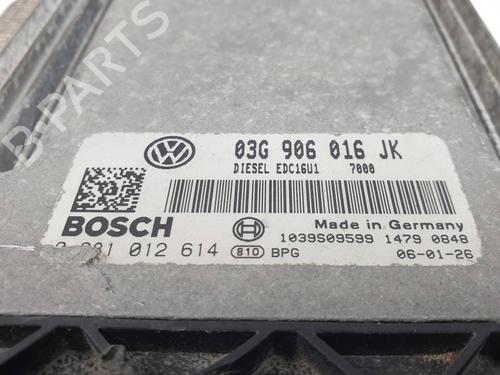 B-PARTS
03G 906 016 JK
DIESEL EDC16U1 7000
BOSCH
Made in Germany
0 281 012 614 810 BPG
1039S09599 1479 0848
06-01-26